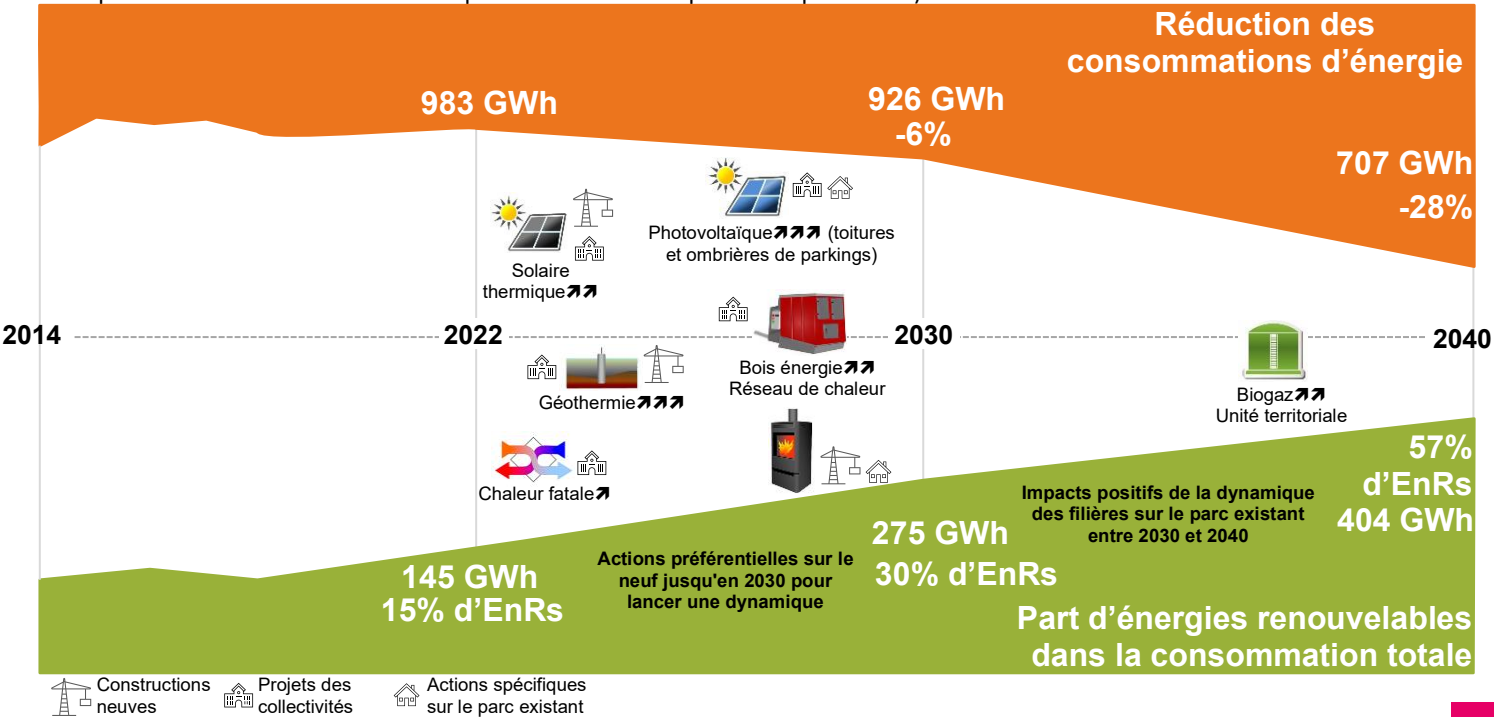 Réduction des
consommations d’énergie
983 GWh
926 GWh
-6%
707 GWh
-28%
Photovoltaïque↗↗↗ (toitures
et ombrières de parkings)
Solaire
thermique↗↗
2014
2022
2030
2040
Bois énergie↗↗
Réseau de chaleur
Géothermie↗↗↗
Biogaz↗↗
Unité territoriale
Chaleur fatale↗
57%
d’EnRs
404 GWh
Impacts positifs de la dynamique
des filières sur le parc existant
entre 2030 et 2040
275 GWh
30% d’EnRs
Actions préférentielles sur le
neuf jusqu'en 2030 pour
lancer une dynamique
145 GWh
15% d’EnRs
Part d’énergies renouvelables
dans la consommation totale
Constructions
neuves
Projets des
collectivités
Actions spécifiques
sur le parc existant